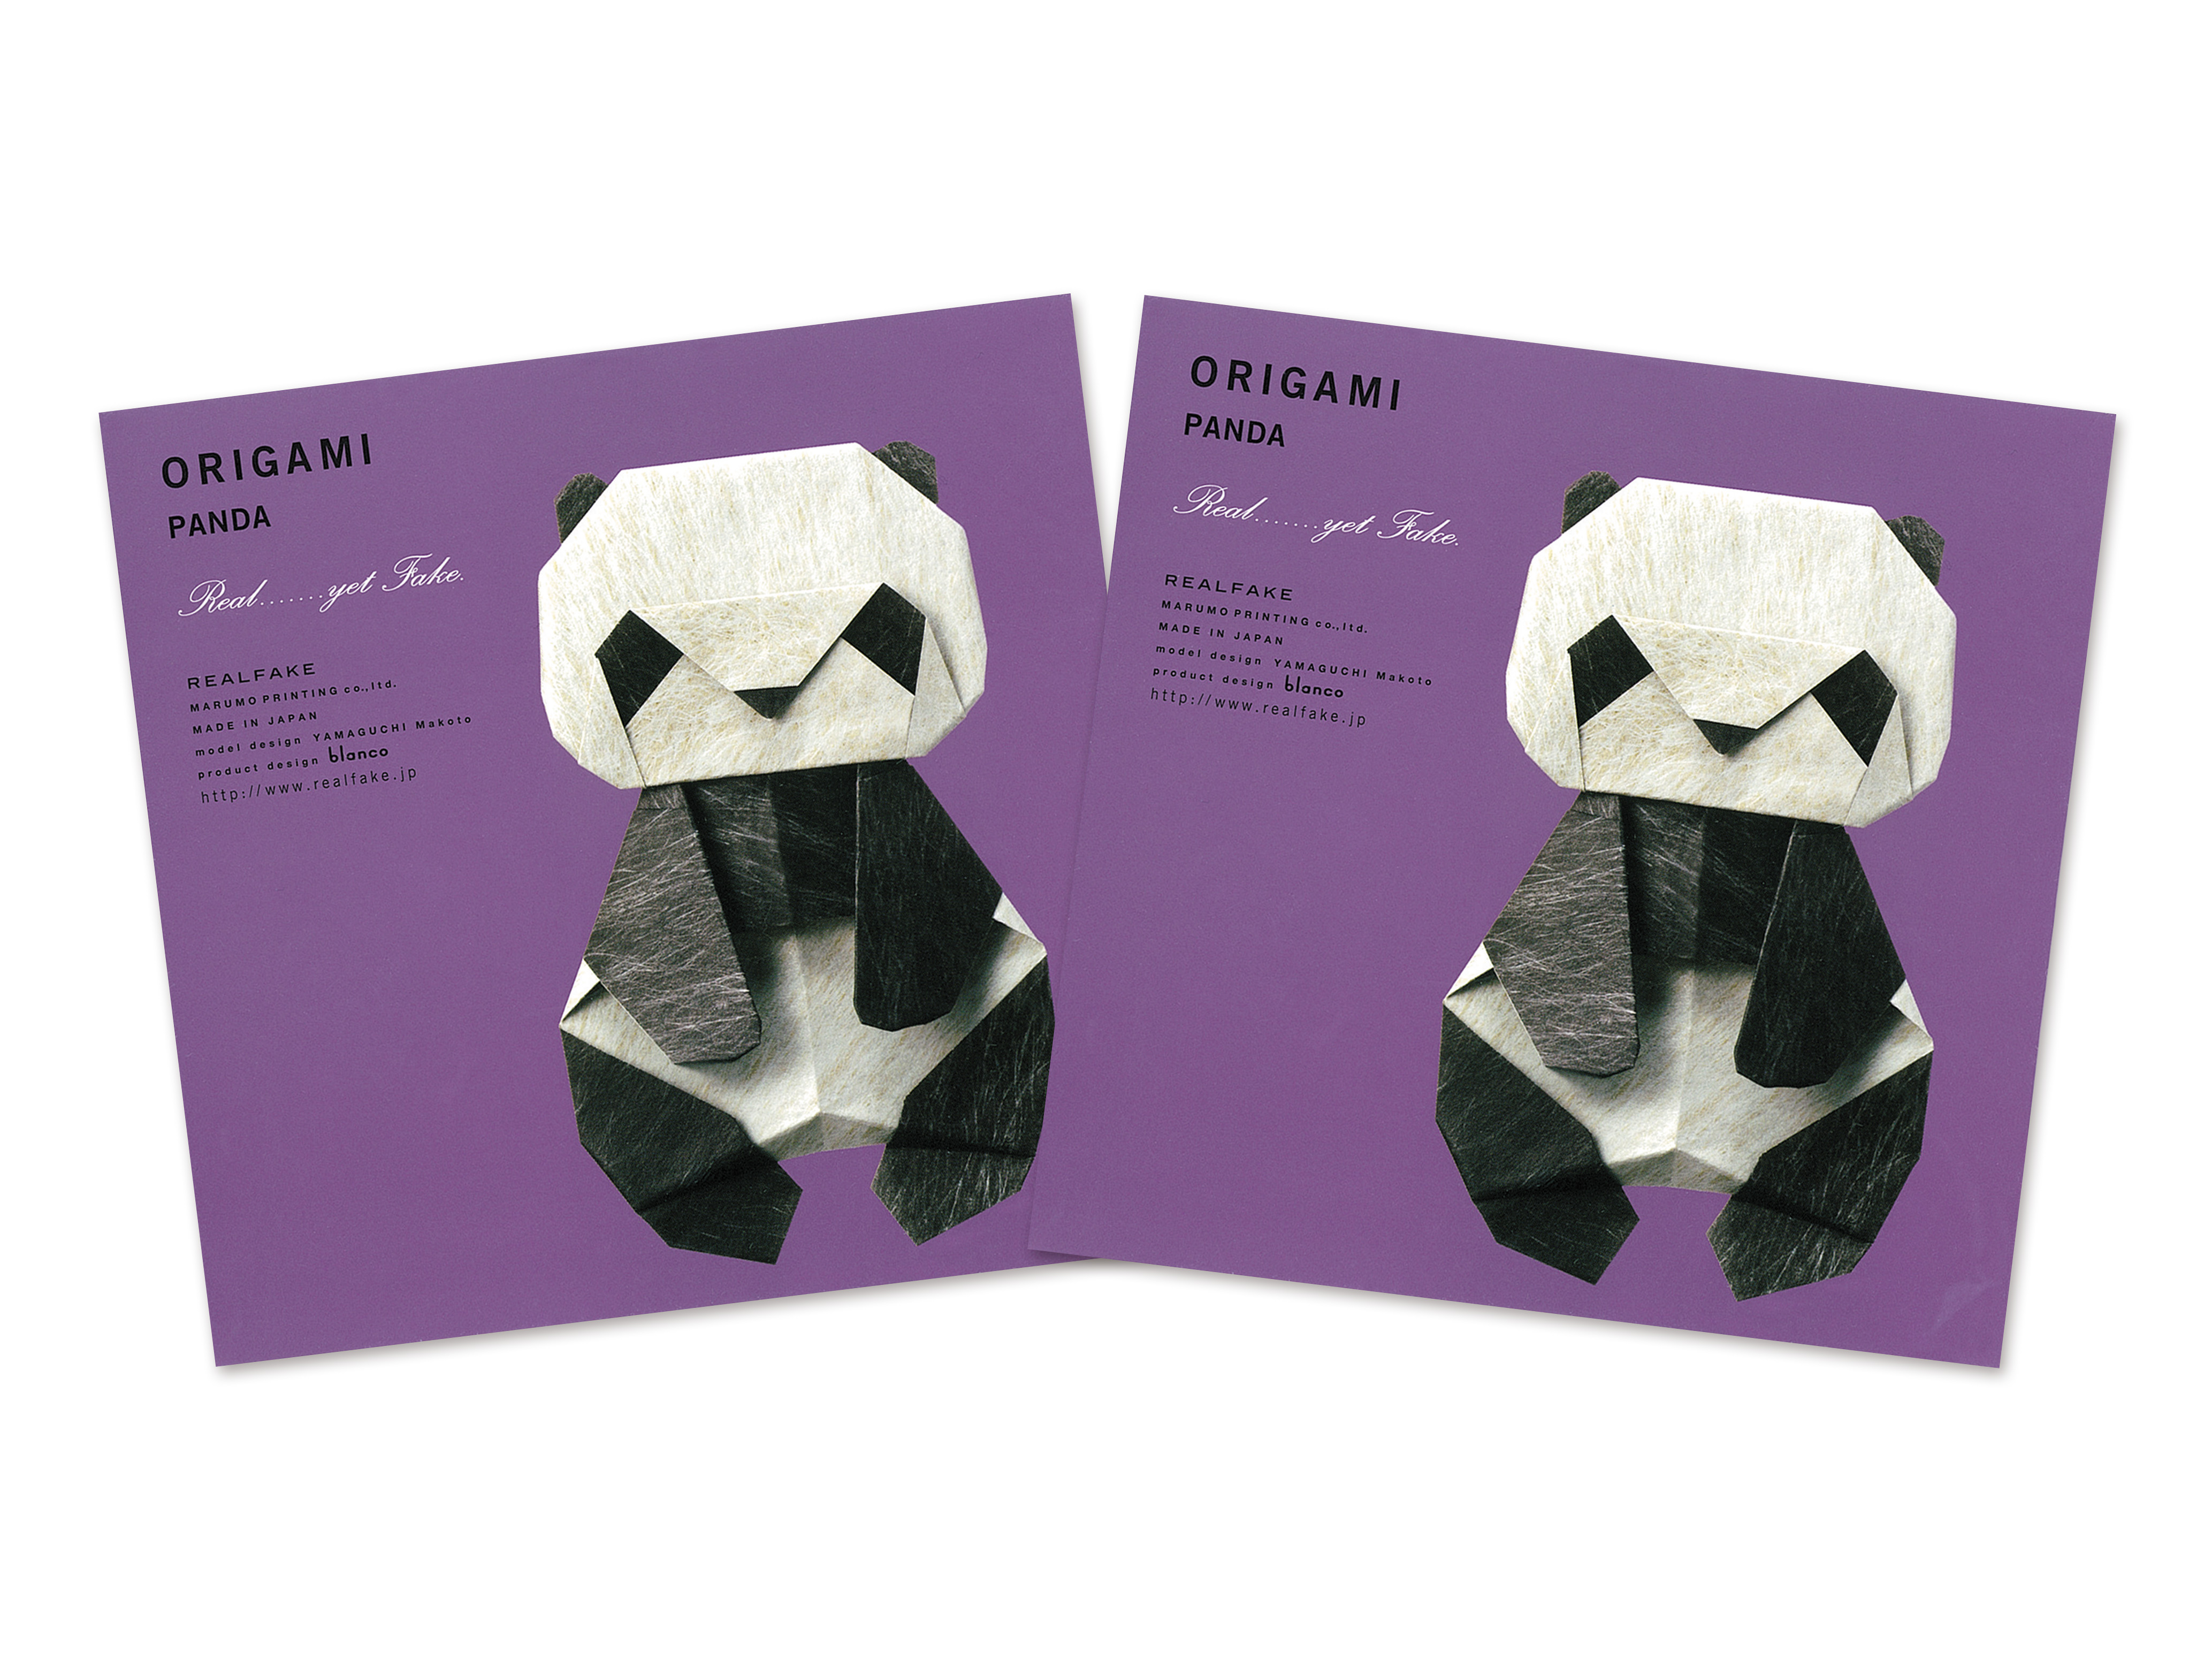 ORIGAMI
PANDA
Real.......yet Fake.
REALFAKE
MARUMO PRINTING co.,ltd.
MADE IN JAPAN
model design YAMAGUCHI Makoto
product design blanco
http://www.realfake.jp
ORIGAMI
PANDA
Real.......yet Fake.
REALFAKE
MARUMO PRINTING co.,ltd.
MADE IN JAPAN
model design YAMAGUCHI Makoto
product design blanco
http://www.realfake.jp